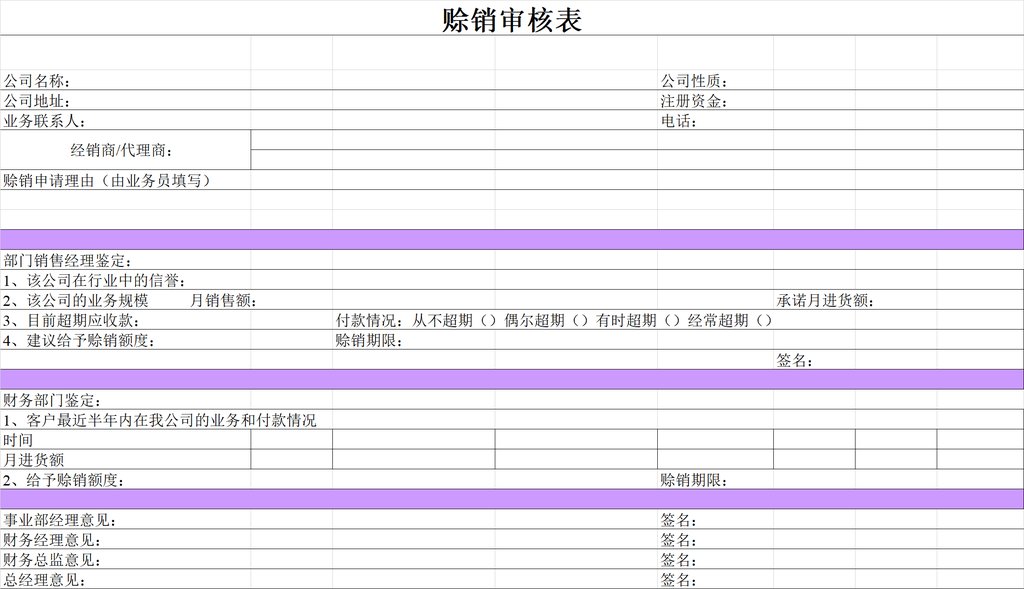 赊销审核表
公司名称： 公司性质：
公司地址： 注册资金：
业务联系人： 电话：
经销商/代理商：
赊销申请理由（由业务员填写）
部门销售经理鉴定：
1、该公司在行业中的信誉：
2、该公司的业务规模 月销售额： 承诺月进货额：
3、目前超期应收款： 付款情况：从不超期（）偶尔超期（）有时超期（）经常超期（）
4、建议给予赊销额度： 赊销期限：
签名：
财务部门鉴定：
1、客户最近半年内在我公司的业务和付款情况
时间
月进货额
2、给予赊销额度： 赊销期限：
事业部经理意见： 签名：
财务经理意见： 签名：
财务总监意见： 签名：
总经理意见： 签名：